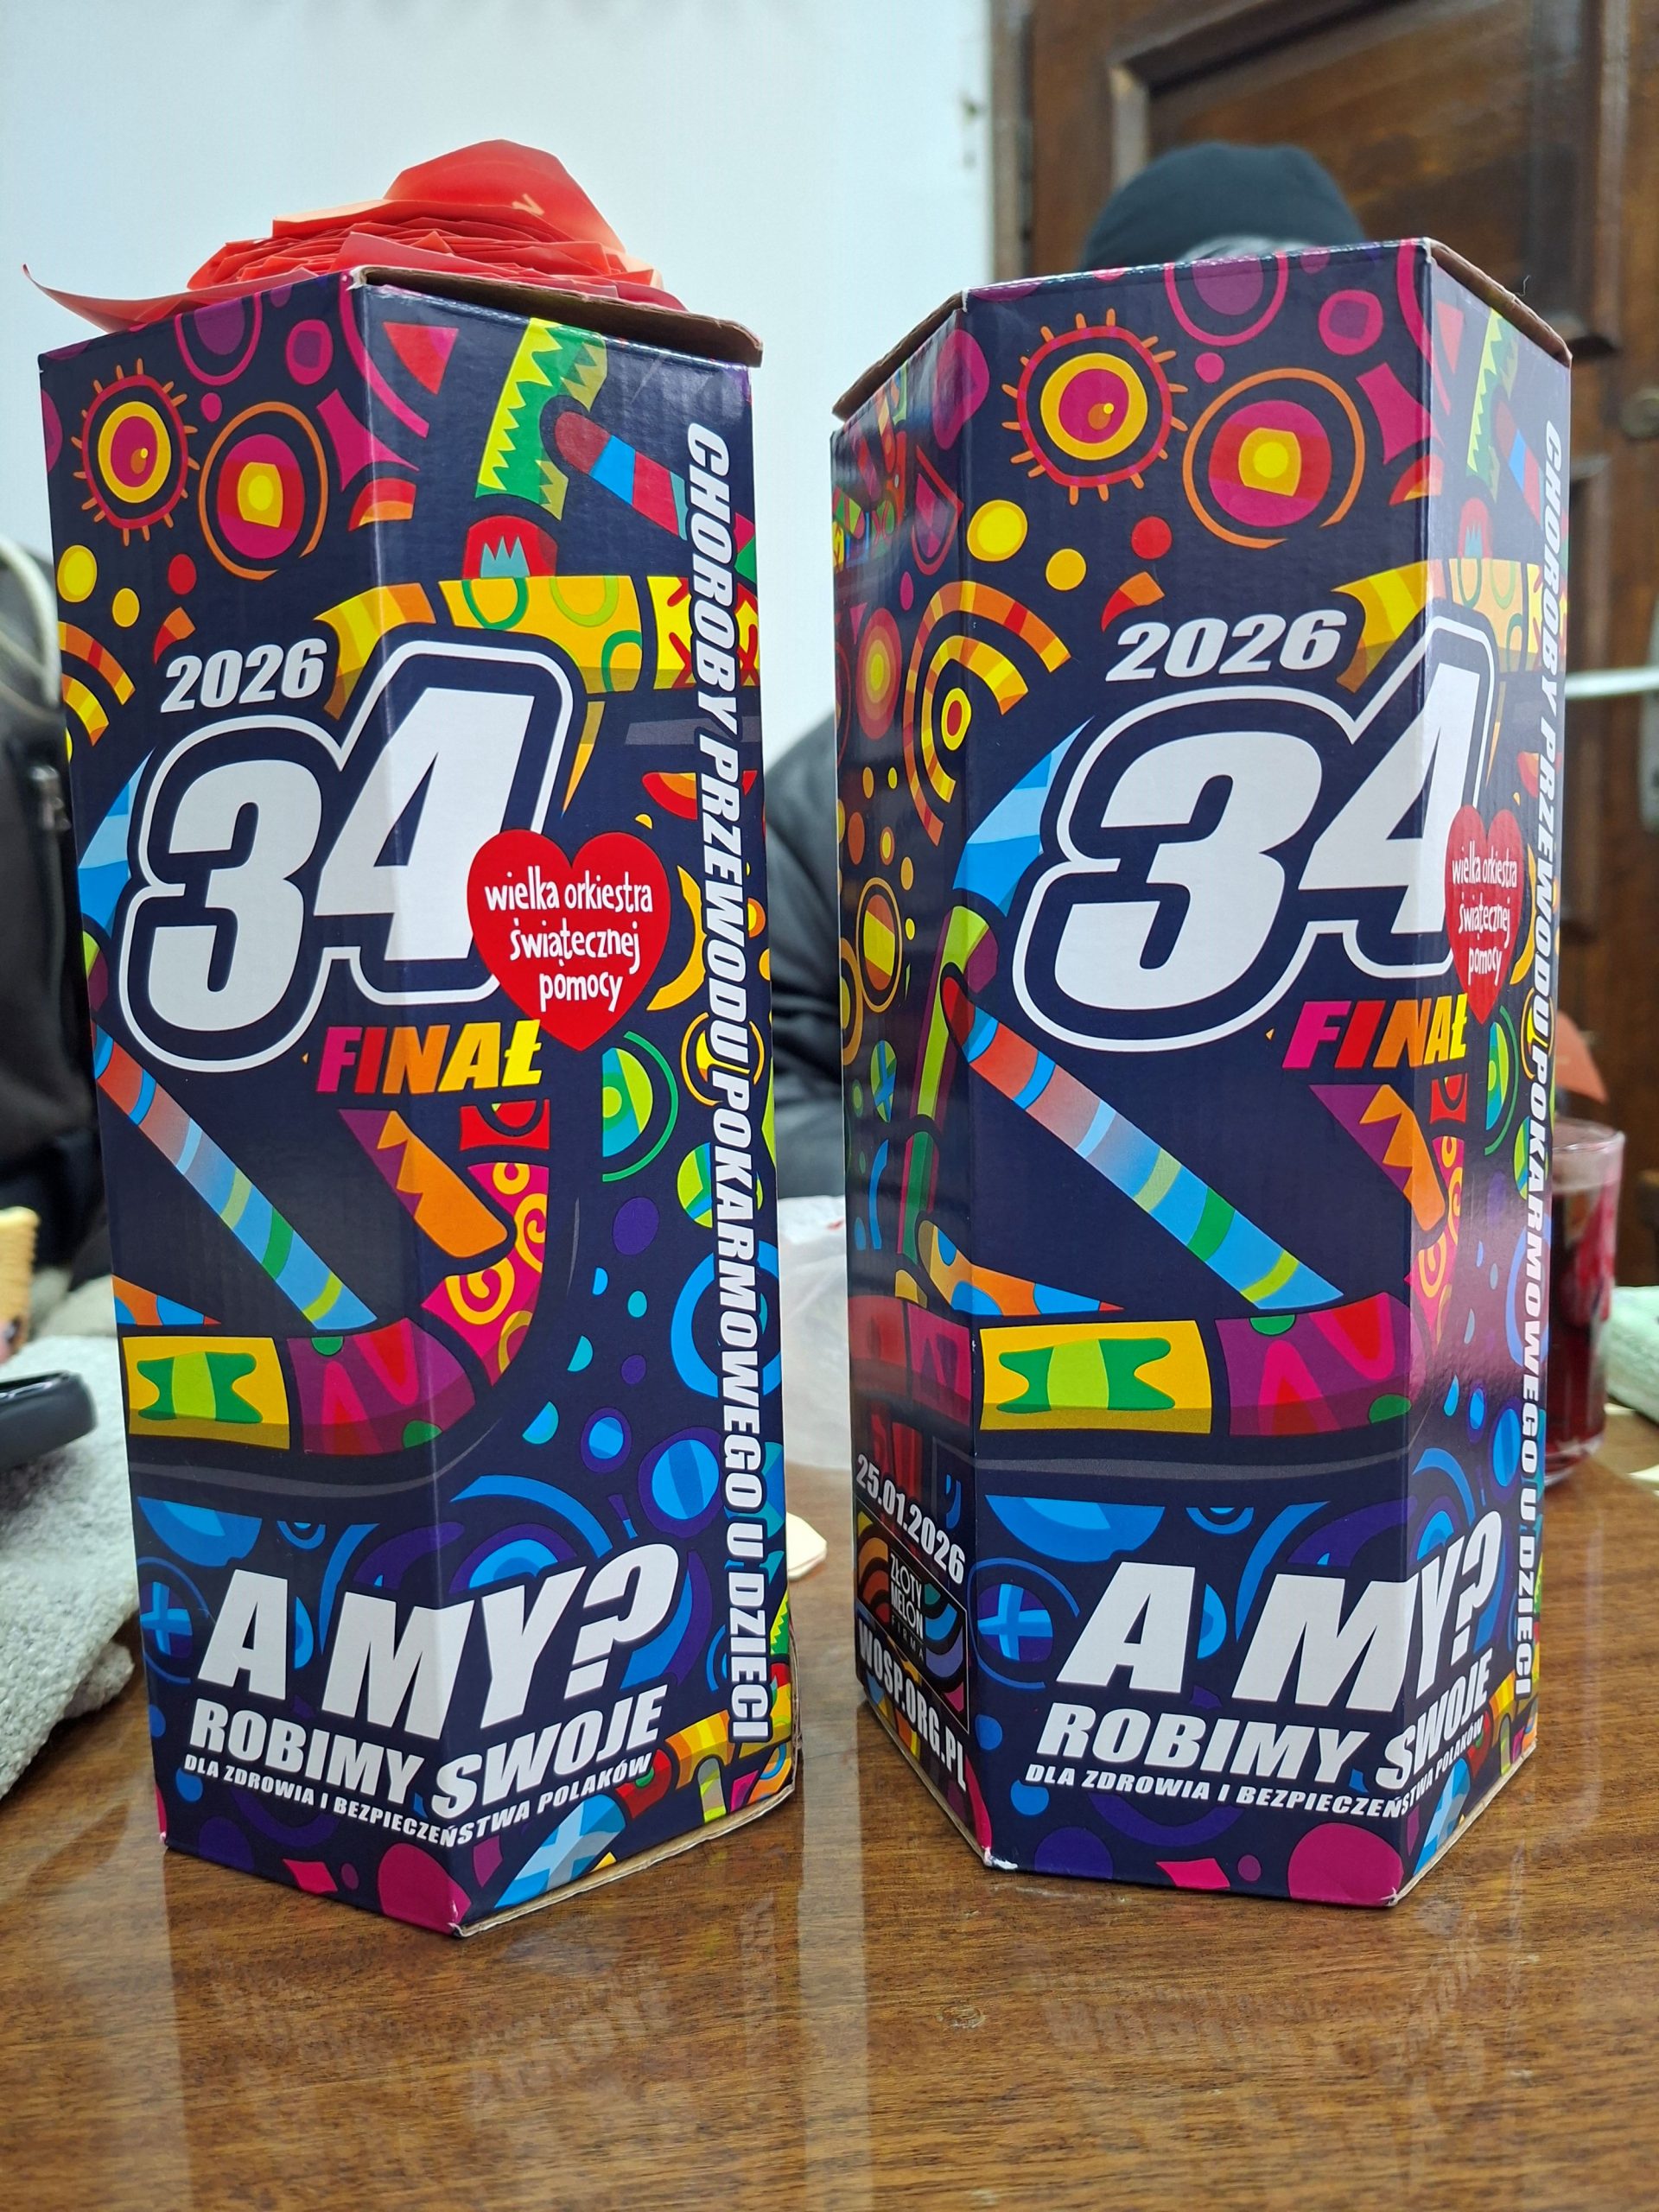 2026
34
wielka orkiestra
świątecznej
pomocy
FINAŁ
CHOROBY PRZEWODU POKARMOWEGO U DZIECI
A MY?
ROBIMY SWOJE
DLA ZDROWIA I BEZPIECZEŃSTWA POLAKÓW
2026
34
wielka orkiestra
świątecznej
pomocy
FINAŁ
CHOROBY PRZEWODU POKARMOWEGO U DZIECI
25.01.2026
ZŁOTY
MELON
FIRMA
WOSP.ORG.PL
A MY?
ROBIMY SWOJE
DLA ZDROWIA I BEZPIECZEŃSTWA POLAKÓW